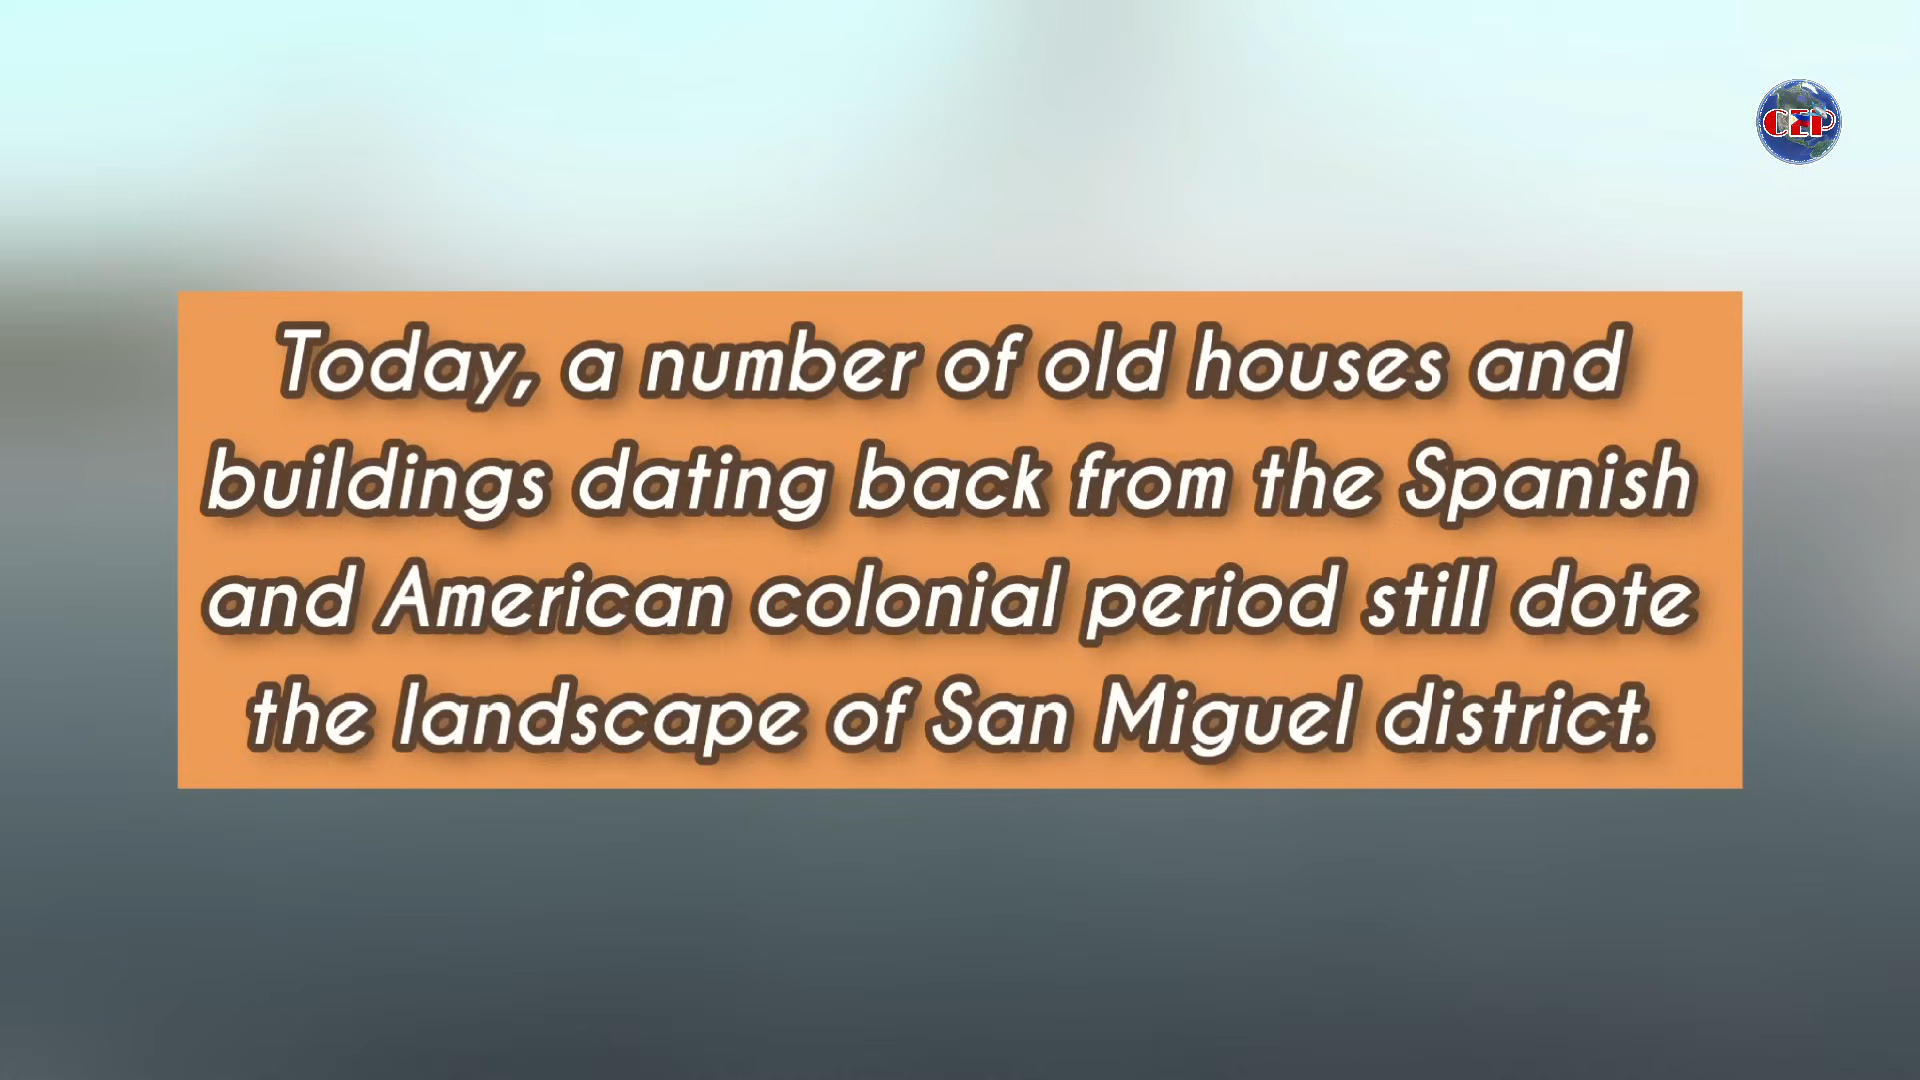 CEP
Today, a number of old houses and
buildings dating back from the Spanish
and American colonial period still dote
the landscape of San Miguel district.